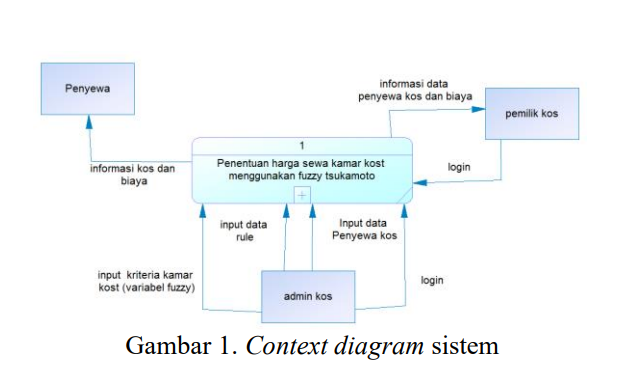 Penyewa
informasi data
penyewa kos dan biaya
pemilik kos
1
Penentuan harga sewa kamar kost
menggunakan fuzzy tsukamoto
informasi kos dan
biaya
login
input data
rule
Input data
Penyewa kos
input kriteria kamar
kost (variabel fuzzy)
admin kos
login
Gambar 1. Context diagram sistem